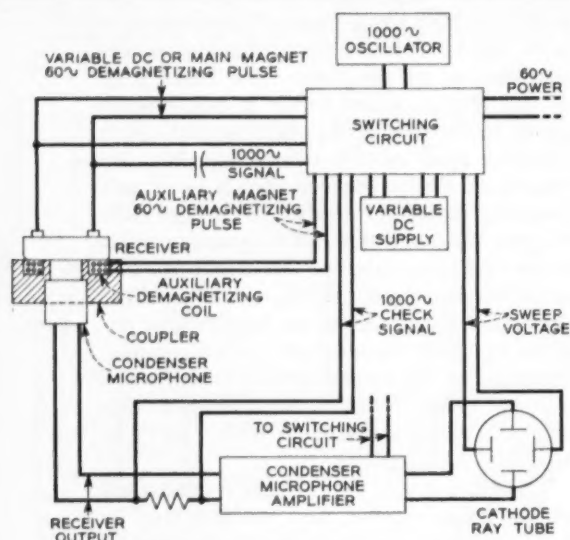 1000~
OSCILLATOR
VARIABLE DC OR MAIN MAGNET
60~ DEMAGNETIZING PULSE
60~
POWER
SWITCHING
CIRCUIT
1000~
SIGNAL
AUXILIARY MAGNET
60~ DEMAGNETIZING
PULSE
VARIABLE
DC SUPPLY
RECEIVER
AUXILIARY
DEMAGNETIZING
COIL
COUPLER
CONDENSER
MICROPHONE
1000~
CHECK
SIGNAL
SWEEP
VOLTAGE
TO SWITCHING
CIRCUIT
CONDENSER
MICROPHONE
AMPLIFIER
RECEIVER
OUTPUT
CATHODE
RAY TUBE